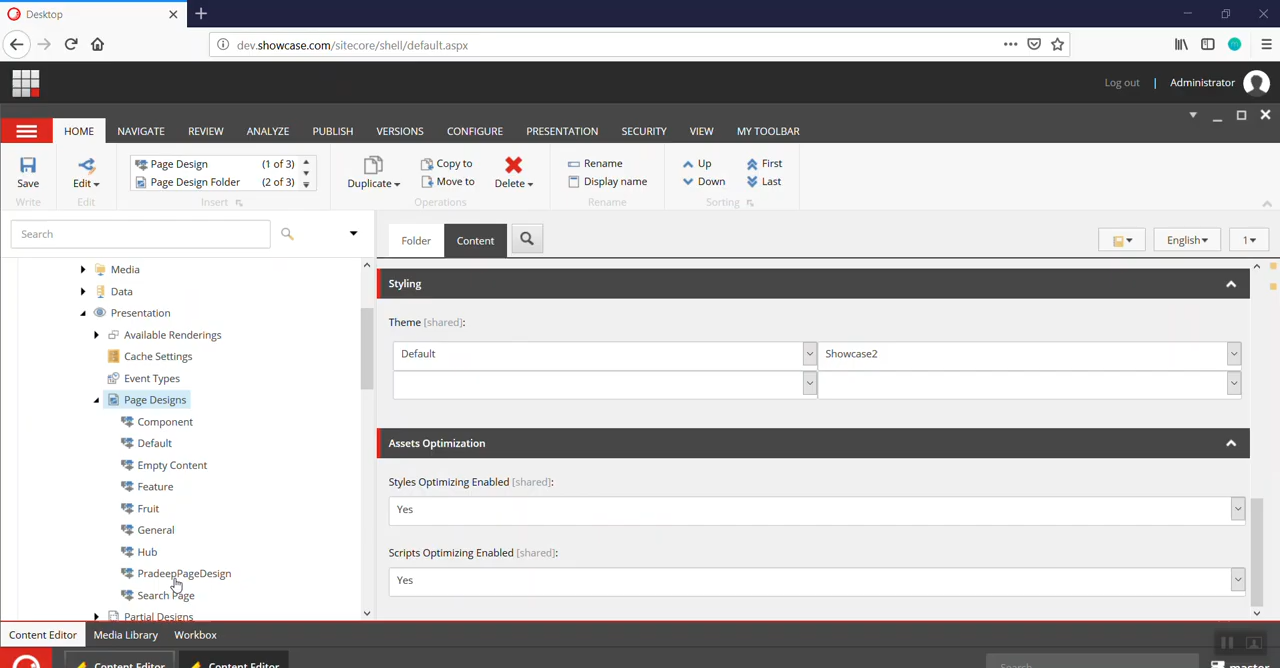 Desktop
dev.showcase.com/sitecore/shell/default.aspx
Log out | Administrator
HOME NAVIGATE REVIEW ANALYZE PUBLISH VERSIONS CONFIGURE PRESENTATION SECURITY VIEW MY TOOLBAR
Page Design (1 of 3) Copy to Rename Up First
Save Edit Page Design Folder (2 of 3) Duplicate Move to Delete Display name Down Last
Write Edit Insert Operations Rename Sorting
Search
Folder Content English 1
Media
Data
Presentation
Available Renderings
Cache Settings
Event Types
Page Designs
Component
Default
Empty Content
Feature
Fruit
General
Hub
PradeepPageDesign
Search Page
Partial Designs
Styling
Theme [shared]:
Default Showcase2
Assets Optimization
Styles Optimizing Enabled [shared]:
Yes
Scripts Optimizing Enabled [shared]:
Yes
Content Editor Media Library Workbox
Content Editor Content Editor Search master